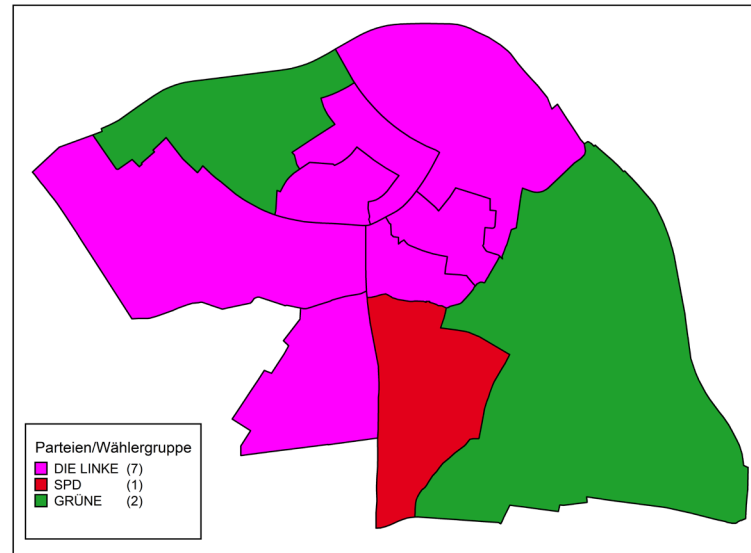 Parteien/Wählergruppe
DIE LINKE (7)
SPD (1)
GRÜNE (2)